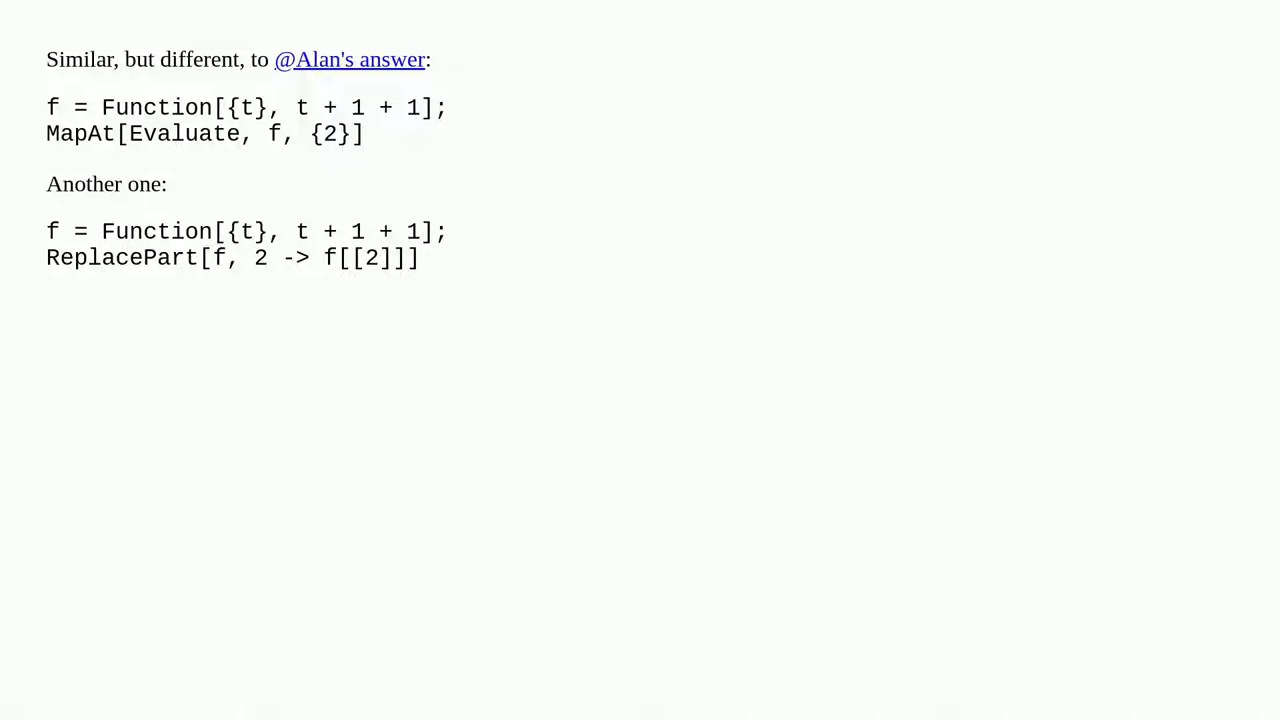 Similar, but different, to @Alan's answer:
f = Function[{t}, t + 1 + 1];
MapAt[Evaluate, f, {2}]
Another one:
f = Function[{t}, t + 1 + 1];
ReplacePart[f, 2 -> f[[2]]]